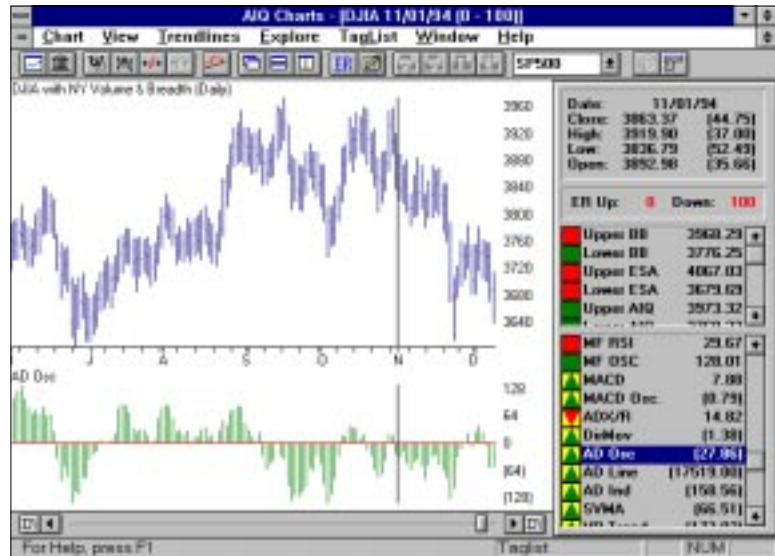 AIQ Charts - [DJIA 11/01/94 (0 - 100)]
Chart View Trendlines Explore TagList Window Help
ER SP500
DJIA with NY Volume & Breadth (Daily)
3960
3920
3880
3840
3800
3760
3720
3680
3640
J A S O N D
AD Osc
128
64
0
(64)
(128)
Date: 11/01/94
Close: 3863.37 (44.75)
High: 3919.90 (37.00)
Low: 3836.79 (52.49)
Open: 3892.98 (35.66)
ER Up: 0 Down: 100
Upper BB 3968.29
Lower BB 3776.25
Upper ESA 4067.03
Lower ESA 3679.69
Upper AIQ 3973.32
MF RSI 29.67
MF OSC 128.01
MACD 7.88
MACD Osc. (0.79)
ADX/R 14.82
DirMov (1.38)
AD Osc (27.86)
AD Line (17519.00)
AD Ind (158.56)
SVMA (66.51)
For Help, press F1
Taglist
NUM